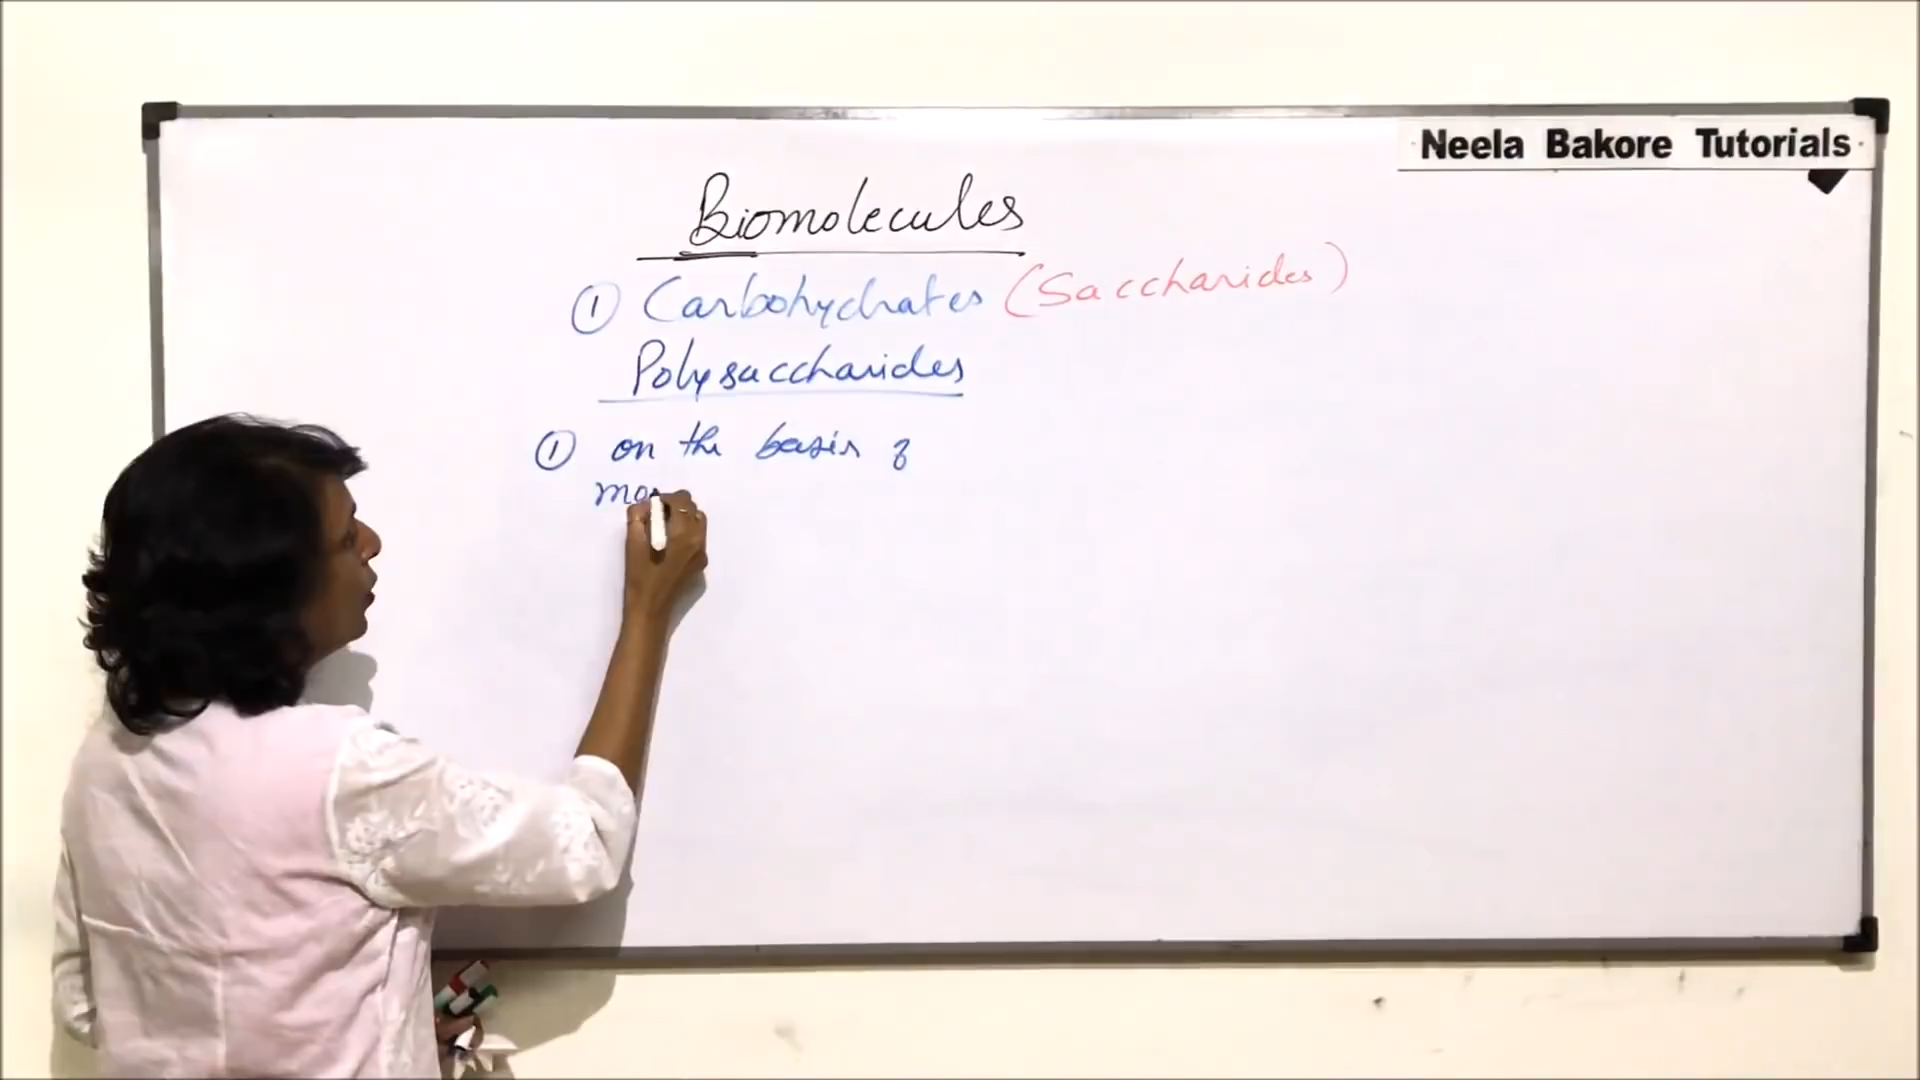 Neela Bakore Tutorials
Biomolecules
① Carbohydrates (Saccharides)
Polysaccharides
① on the basis of